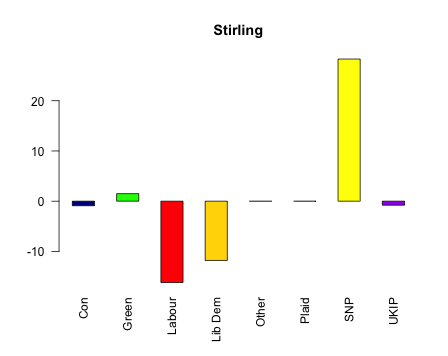 Stirling
20
10
0
-10
Con
Green
Labour
Lib Dem
Other
Plaid
SNP
UKIP